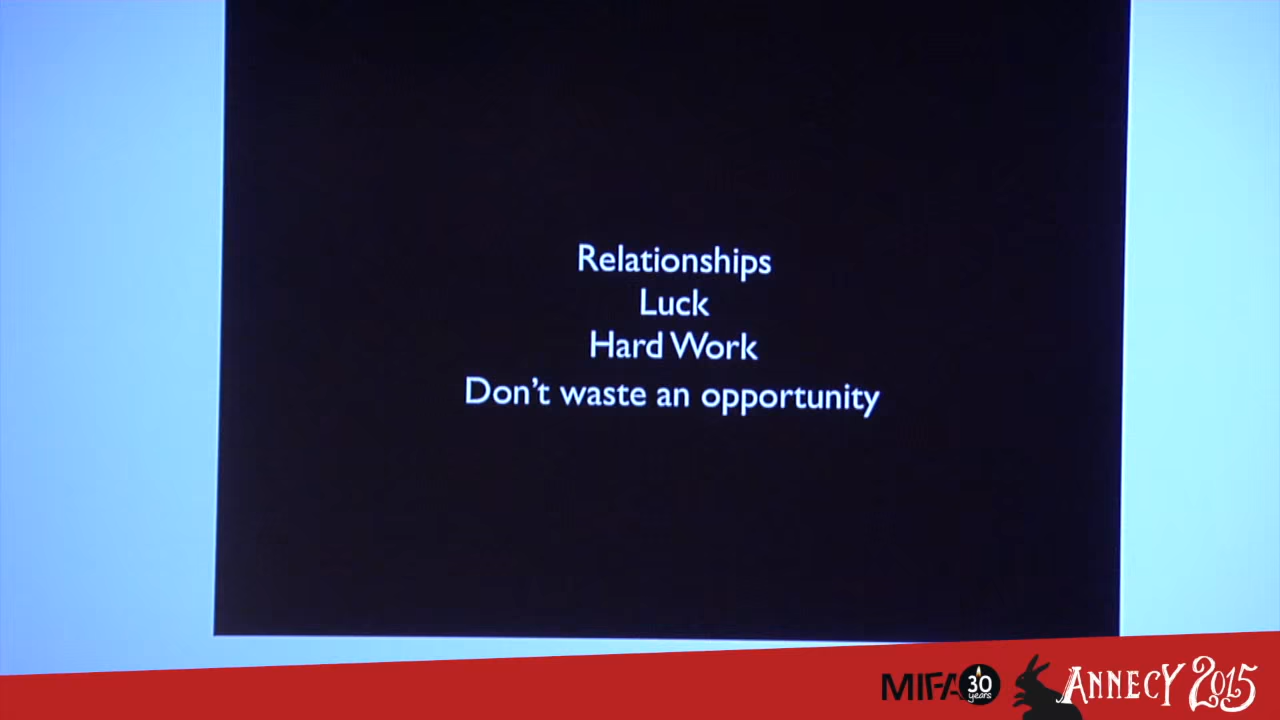 Relationships
Luck
Hard Work
Don't waste an opportunity
MIFA 30 years ANNECY 2015